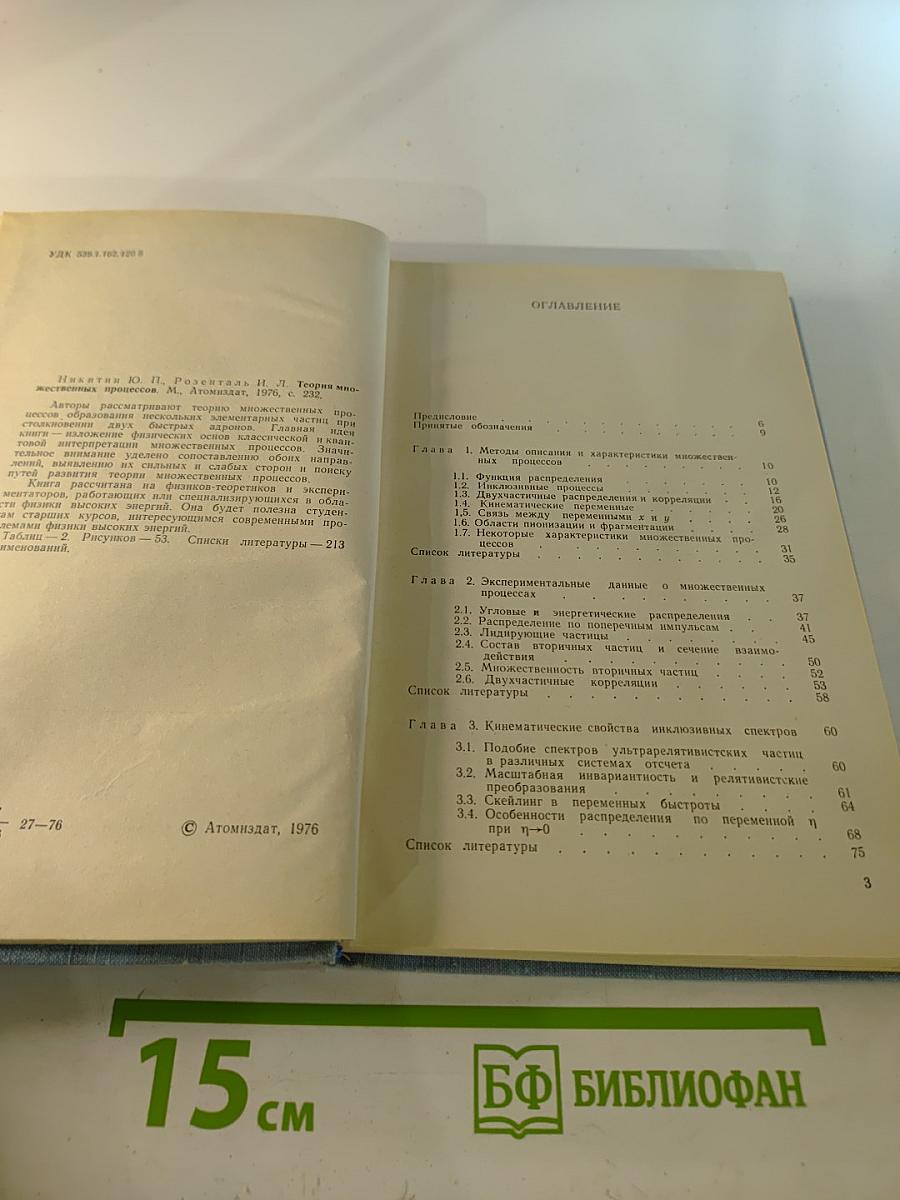 УДК 539.1.162.120 8
Никитин Ю. П., Розенталь И. Л. Теория мно-
жественных процессов. М., Атомиздат, 1976, с. 232.
Авторы рассматривают теорию множественных про-
цессов образования нескольких элементарных частиц при
столкновении двух быстрых адронов. Главная идея
книги — изложение физических основ классической и кван-
товой интерпретации множественных процессов. Значи-
тельное внимание уделено сопоставлению обоих направ-
лений, выявлению их сильных и слабых сторон и поиску
путей развития теории множественных процессов.
Книга рассчитана на физиков-теоретиков и экспери-
ментаторов, работающих или специализирующихся в обла-
сти физики высоких энергий. Она будет полезна студен-
там старших курсов, интересующимся современными про-
лемами физики высоких энергий.
Таблиц — 2. Рисунков — 53. Списки литературы — 213
именований.
27—76
© Атомиздат, 1976
ОГЛАВЛЕНИЕ
Предисловие . . . . . . . . . 6
Принятые обозначения . . . . . . . 9
Глава 1. Методы описания и характеристики множествен-
ных процессов . . . . . . . 10
1.1. Функция распределения . . . . . 10
1.2. Инклюзивные процессы . . . . . 12
1.3. Двухчастичные распределения и корреляции . . 16
1.4. Кинематические переменные . . . . 20
1.5. Связь между переменными x и y . . . . 26
1.6. Области пионизации и фрагментации . . . 28
1.7. Некоторые характеристики множественных про-
цессов . . . . . . . . 31
Список литературы . . . . . . . . 35
Глава 2. Экспериментальные данные о множественных
процессах . . . . . . . . 37
2.1. Угловые и энергетические распределения . . 37
2.2. Распределение по поперечным импульсам . . 41
2.3. Лидирующие частицы . . . . . . 45
2.4. Состав вторичных частиц и сечение взаимо-
действия . . . . . . . . 50
2.5. Множественность вторичных частиц . . . . 52
2.6. Двухчастичные корреляции . . . . . 53
Список литературы . . . . . . . . . . 58
Глава 3. Кинематические свойства инклюзивных спектров 60
3.1. Подобие спектров ультрарелятивистских частиц
в различных системах отсчета . . . . . 60
3.2. Масштабная инвариантность и релятивистские
преобразования . . . . . . . . 61
3.3. Скейлинг в переменных быстроты . . . . 64
3.4. Особенности распределения по переменной η
при η→0 . . . . . . . . . . 68
Список литературы . . . . . . . . . . . 75
3
15 см
БФ БИБЛИОФАН